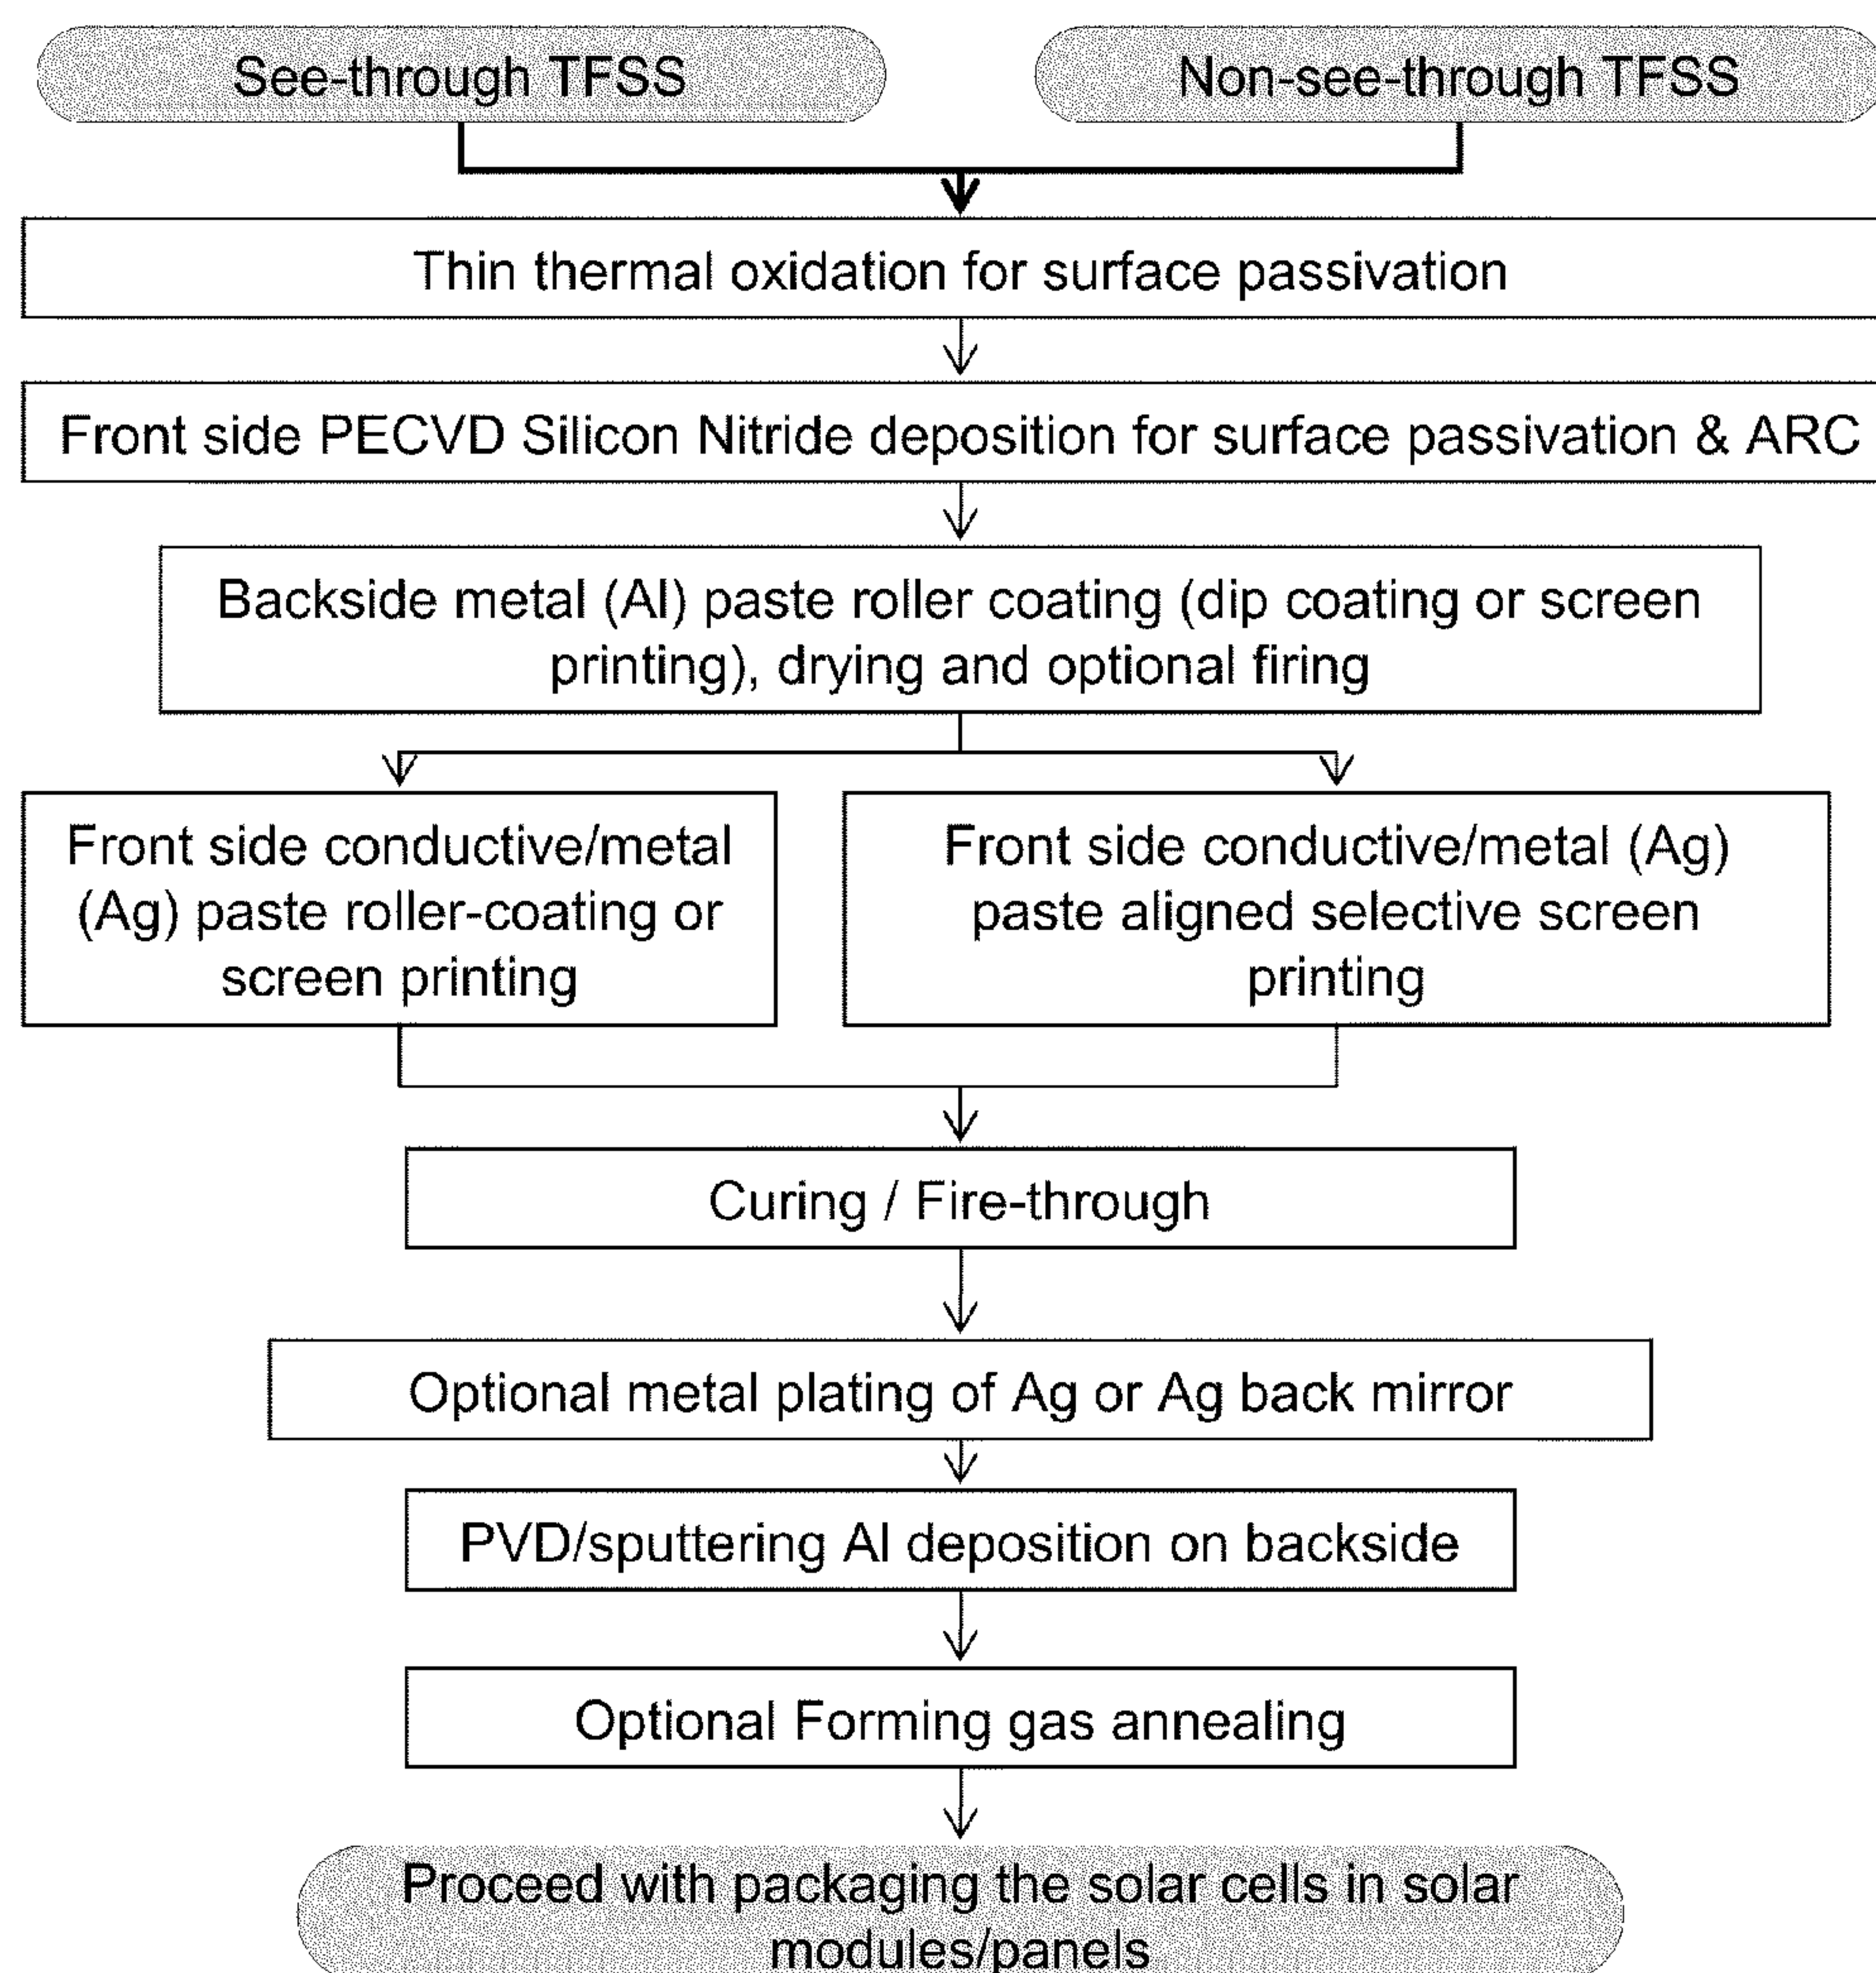 See-through TFSS
Non-see-through TFSS
Thin thermal oxidation for surface passivation
Front side PECVD Silicon Nitride deposition for surface passivation & ARC
Backside metal (Al) paste roller coating (dip coating or screen
printing), drying and optional firing
Front side conductive/metal
(Ag) paste roller-coating or
screen printing
Front side conductive/metal (Ag)
paste aligned selective screen
printing
Curing / Fire-through
Optional metal plating of Ag or Ag back mirror
PVD/sputtering Al deposition on backside
Optional Forming gas annealing
Proceed with packaging the solar cells in solar
modules/panels